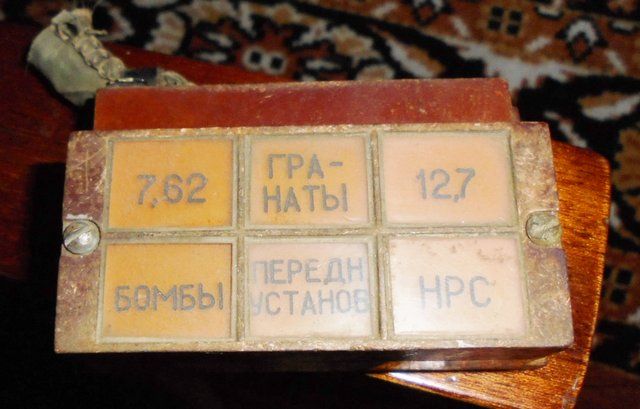 7,62
ГРА-
НАТЫ
12,7
БОМБЫ
ПЕРЕДН
УСТАНОВ
НРС